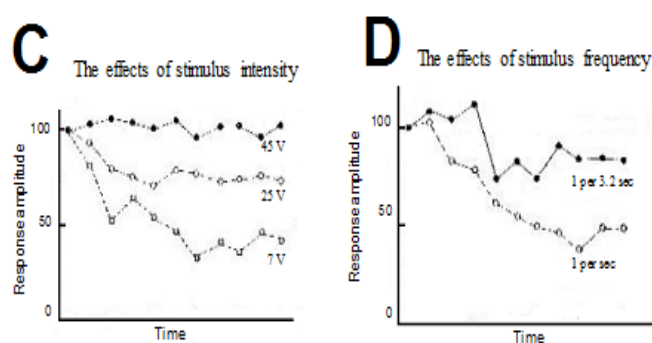 C
The effects of stimulus intensity
Response amplitude
100
50
0
45 V
25 V
7 V
Time
D
The effects of stimulus frequency
Response amplitude
100
50
0
1 per 3.2 sec
1 per sec
Time